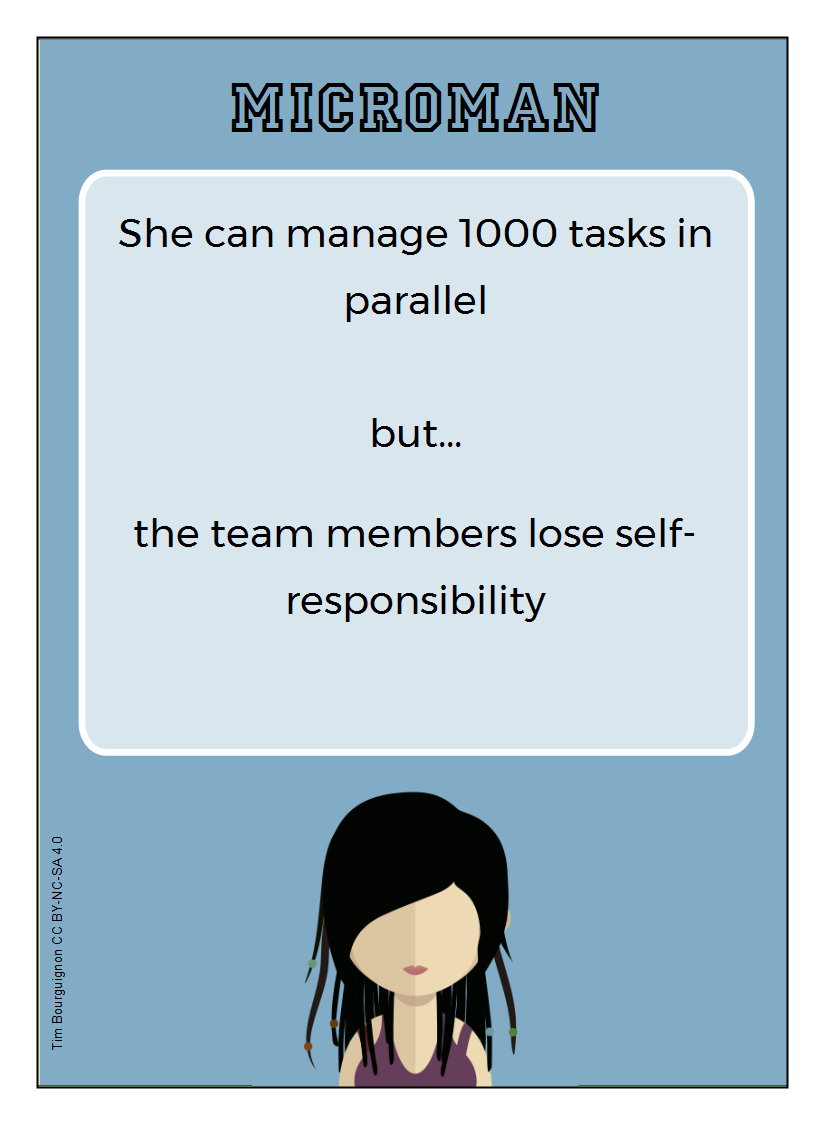 MICROMAN
She can manage 1000 tasks in
parallel
but...
the team members lose self-
responsibility
Tim Bourguignon CC BY-NC-SA 4.0